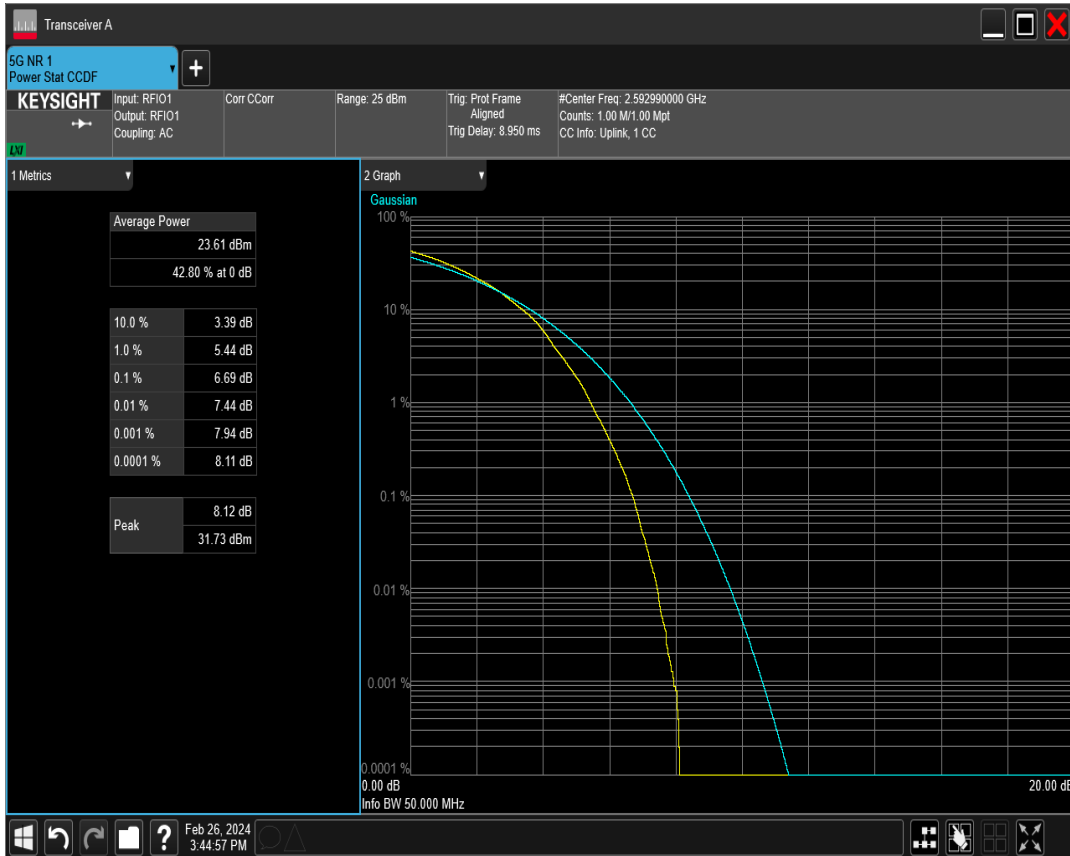 Transceiver A
5G NR 1
Power Stat CCDF
+
KEYSIGHT
LXI
Input: RFIO1
Output: RFIO1
Coupling: AC
Corr CCorr
Range: 25 dBm
Trig: Prot Frame
Aligned
Trig Delay: 8.950 ms
#Center Freq: 2.592990000 GHz
Counts: 1.00 M/1.00 Mpt
CC Info: Uplink, 1 CC
1 Metrics
Average Power
23.61 dBm
42.80 % at 0 dB
10.0 % 3.39 dB
1.0 % 5.44 dB
0.1 % 6.69 dB
0.01 % 7.44 dB
0.001 % 7.94 dB
0.0001 % 8.11 dB
Peak
8.12 dB
31.73 dBm
2 Graph
Gaussian
100 %
10 %
1 %
0.1 %
0.01 %
0.001 %
0.0001 %
0.00 dB
20.00 dB
Info BW 50.000 MHz
?
Feb 26, 2024
3:44:57 PM